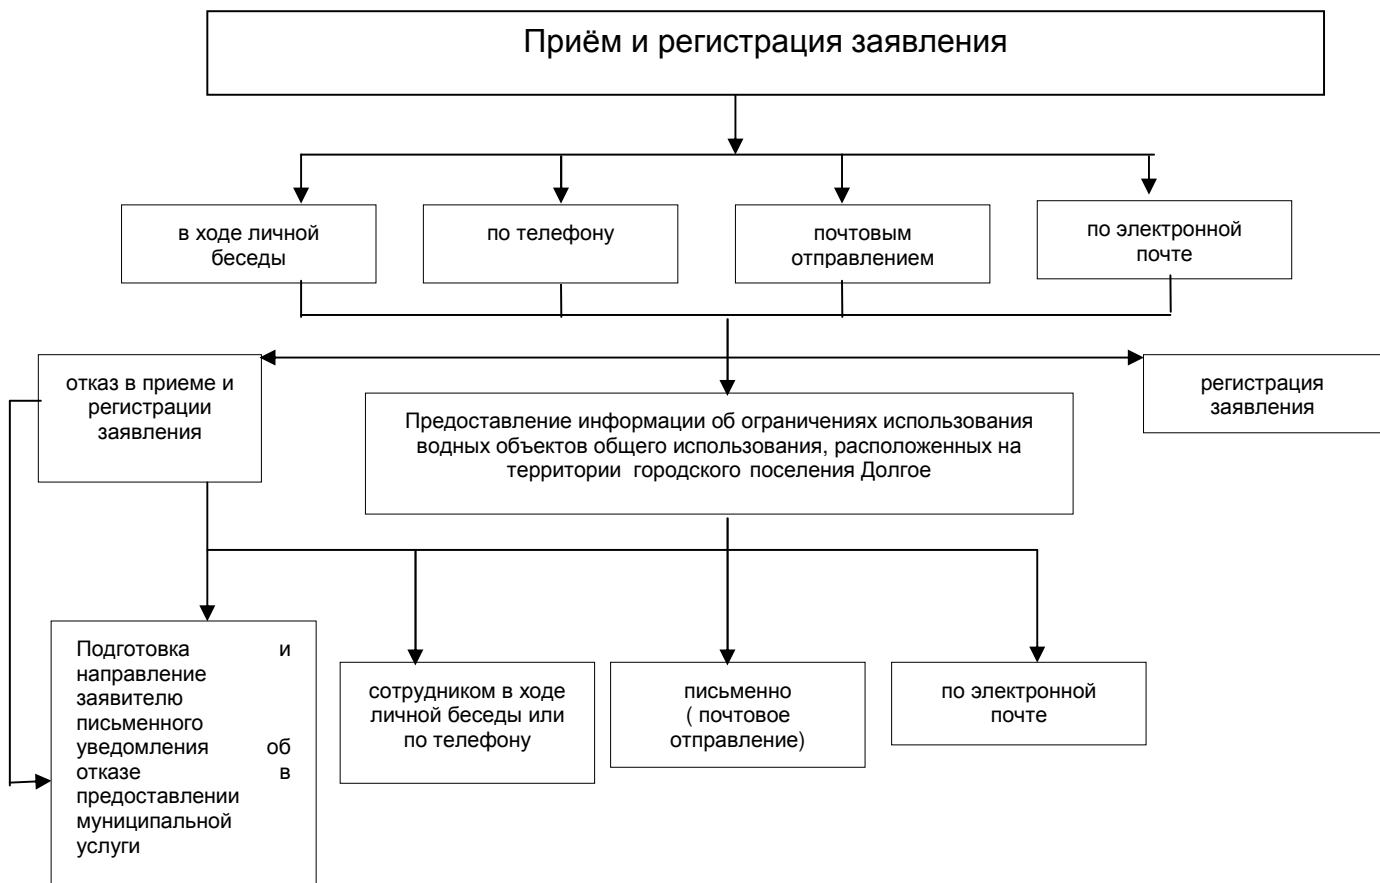 Приём и регистрация заявления
в ходе личной
беседы
по телефону
почтовым
отправлением
по электронной
почте
отказ в приеме и
регистрации
заявления
Предоставление информации об ограничениях использования
водных объектов общего использования, расположенных на
территории городского поселения Долгое
регистрация
заявления
Подготовка и
направление
заявителю
письменного
уведомления об
отказе в
предоставлении
муниципальной
услуги
сотрудником в ходе
личной беседы или
по телефону
письменно
( почтовое
отправление)
по электронной
почте